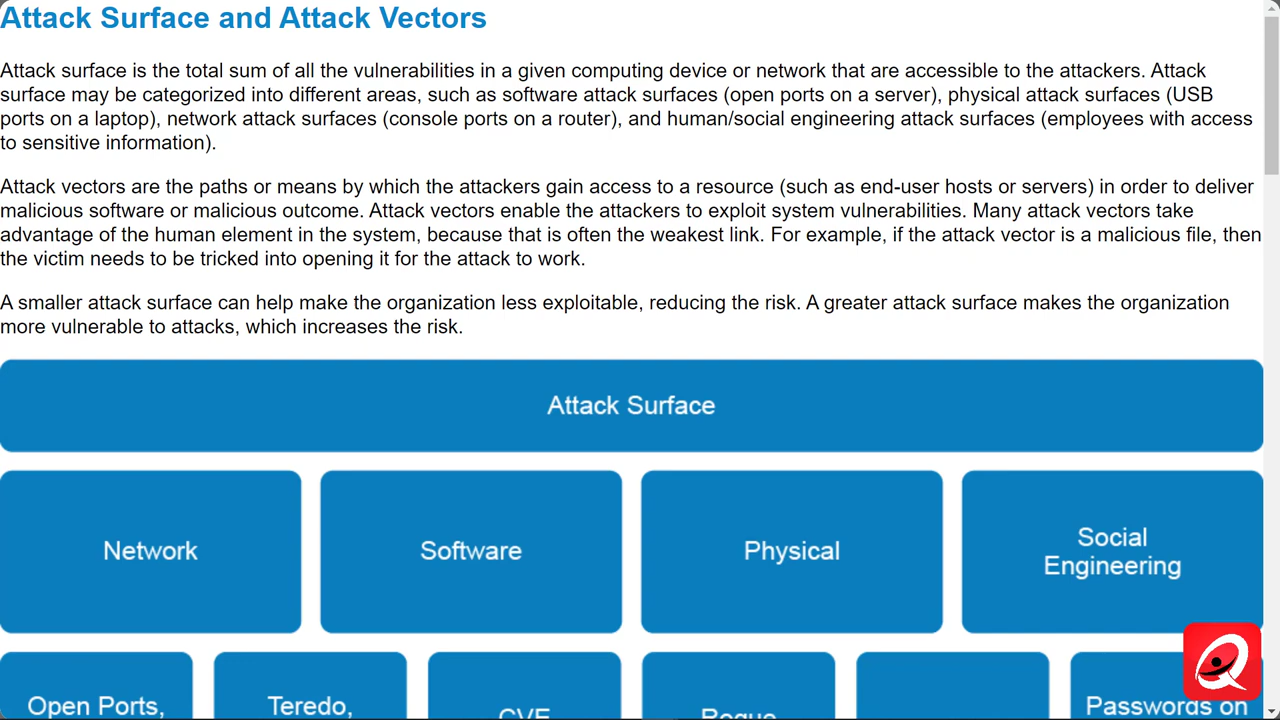 Attack Surface and Attack Vectors
Attack surface is the total sum of all the vulnerabilities in a given computing device or network that are accessible to the attackers. Attack
surface may be categorized into different areas, such as software attack surfaces (open ports on a server), physical attack surfaces (USB
ports on a laptop), network attack surfaces (console ports on a router), and human/social engineering attack surfaces (employees with access
to sensitive information).
Attack vectors are the paths or means by which the attackers gain access to a resource (such as end-user hosts or servers) in order to deliver
malicious software or malicious outcome. Attack vectors enable the attackers to exploit system vulnerabilities. Many attack vectors take
advantage of the human element in the system, because that is often the weakest link. For example, if the attack vector is a malicious file, then
the victim needs to be tricked into opening it for the attack to work.
A smaller attack surface can help make the organization less exploitable, reducing the risk. A greater attack surface makes the organization
more vulnerable to attacks, which increases the risk.
Attack Surface
Network
Software
Physical
Social
Engineering
Open Ports,
Teredo,
CVE
Rogue
Passwords on